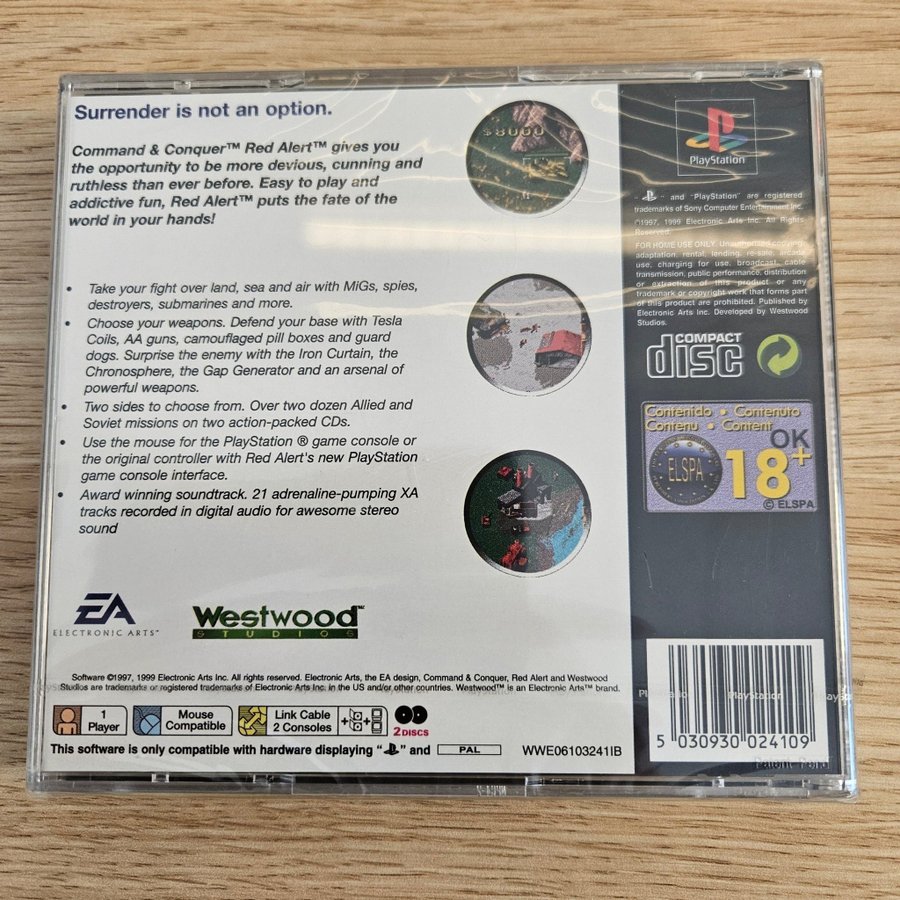 Surrender is not an option.
Command & Conquer™ Red Alert™ gives you
the opportunity to be more devious, cunning and
ruthless than ever before. Easy to play and
addictive fun, Red Alert™ puts the fate of the
world in your hands!
• Take your fight over land, sea and air with MiGs, spies,
destroyers, submarines and more.
• Choose your weapons. Defend your base with Tesla
Coils, AA guns, camouflaged pill boxes and guard
dogs. Surprise the enemy with the Iron Curtain, the
Chronosphere, the Gap Generator and an arsenal of
powerful weapons.
• Two sides to choose from. Over two dozen Allied and
Soviet missions on two action-packed CDs.
• Use the mouse for the PlayStation ® game console or
the original controller with Red Alert's new PlayStation
game console interface.
• Award winning soundtrack. 21 adrenaline-pumping XA
tracks recorded in digital audio for awesome stereo
sound
$8000
EA
ELECTRONIC ARTS™
Westwood™
STUDIOS
Software ©1997, 1999 Electronic Arts Inc. All rights reserved. Electronic Arts, the EA design, Command & Conquer, Red Alert and Westwood
Studios are trademarks or registered trademarks of Electronic Arts Inc. in the US and/or other countries. Westwood™ is an Electronic Arts™ brand.
1
Player
Mouse
Compatible
Link Cable
2 Consoles
2 DISCS
This software is only compatible with hardware displaying " " and PAL
WWE06103241IB
PlayStation
" " and "PlayStation" are registered
trademarks of Sony Computer Entertainment Inc.
©1997, 1999 Electronic Arts Inc. All Rights
Reserved.
FOR HOME USE ONLY. Unauthorised copying,
adaptation, rental, lending, re-sale, arcade
use, charging for use, broadcast, cable
transmission, public performance, distribution
or extraction of this product or any
trademark or copyright work that forms part
of this product are prohibited. Published by
Electronic Arts Inc. Developed by Westwood
Studios.
COMPACT
disc
Contenido • Contenuto
Contenu • Content
ELSPA
OK
18+
© ELSPA
PlayStation
5 030930 024109